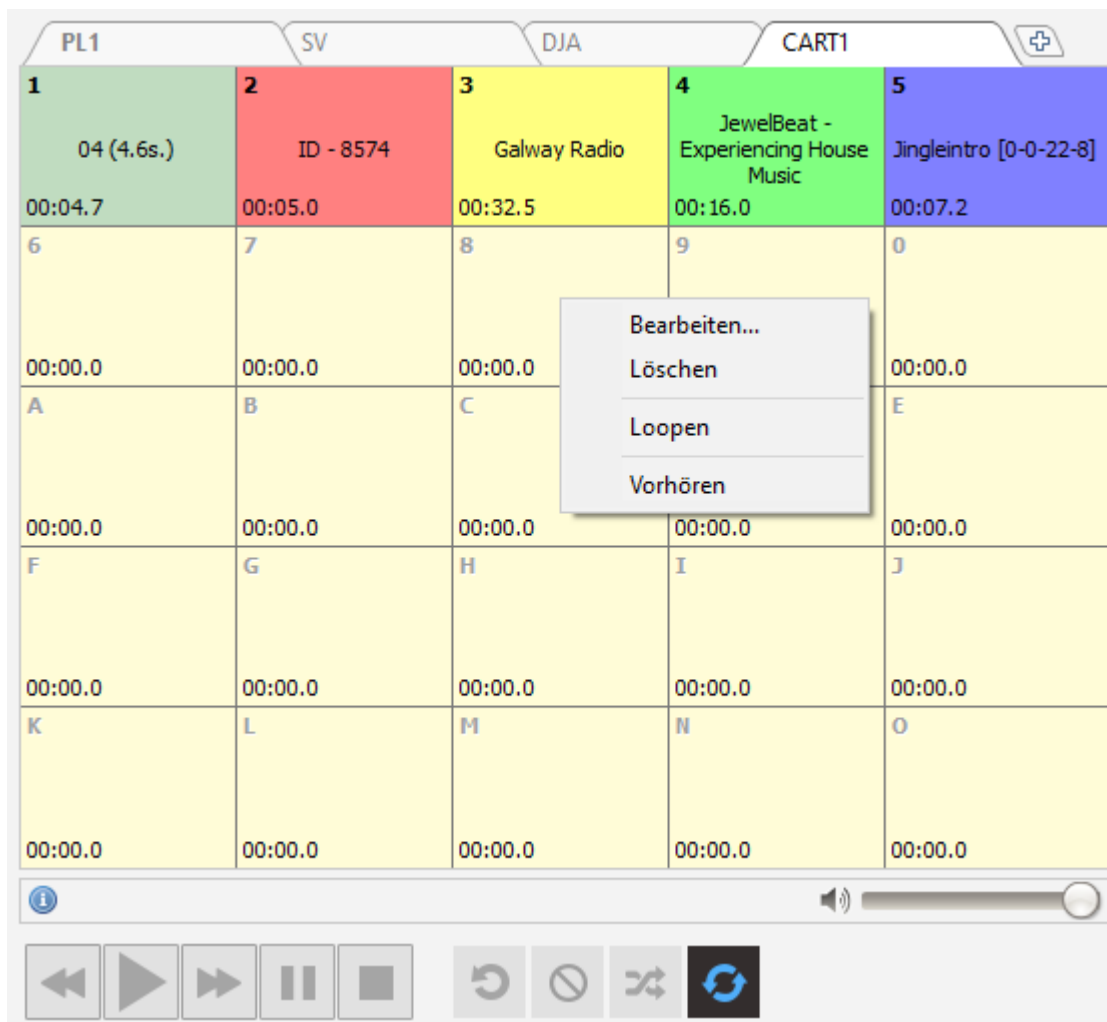 PL1 SV DJA CART1
1 2 3 4 5
04 (4.6s.) ID - 8574 Galway Radio JewelBeat - Experiencing House Music Jingleintro [0-0-22-8]
00:04.7 00:05.0 00:32.5 00:16.0 00:07.2
6 7 8 9 0
Bearbeiten...
Löschen
00:00.0 00:00.0 00:00.0 00:00.0
A B C E
Loopen
Vorhören
00:00.0 00:00.0 00:00.0 00:00.0 00:00.0
F G H I J
00:00.0 00:00.0 00:00.0 00:00.0 00:00.0
K L M N O
00:00.0 00:00.0 00:00.0 00:00.0 00:00.0